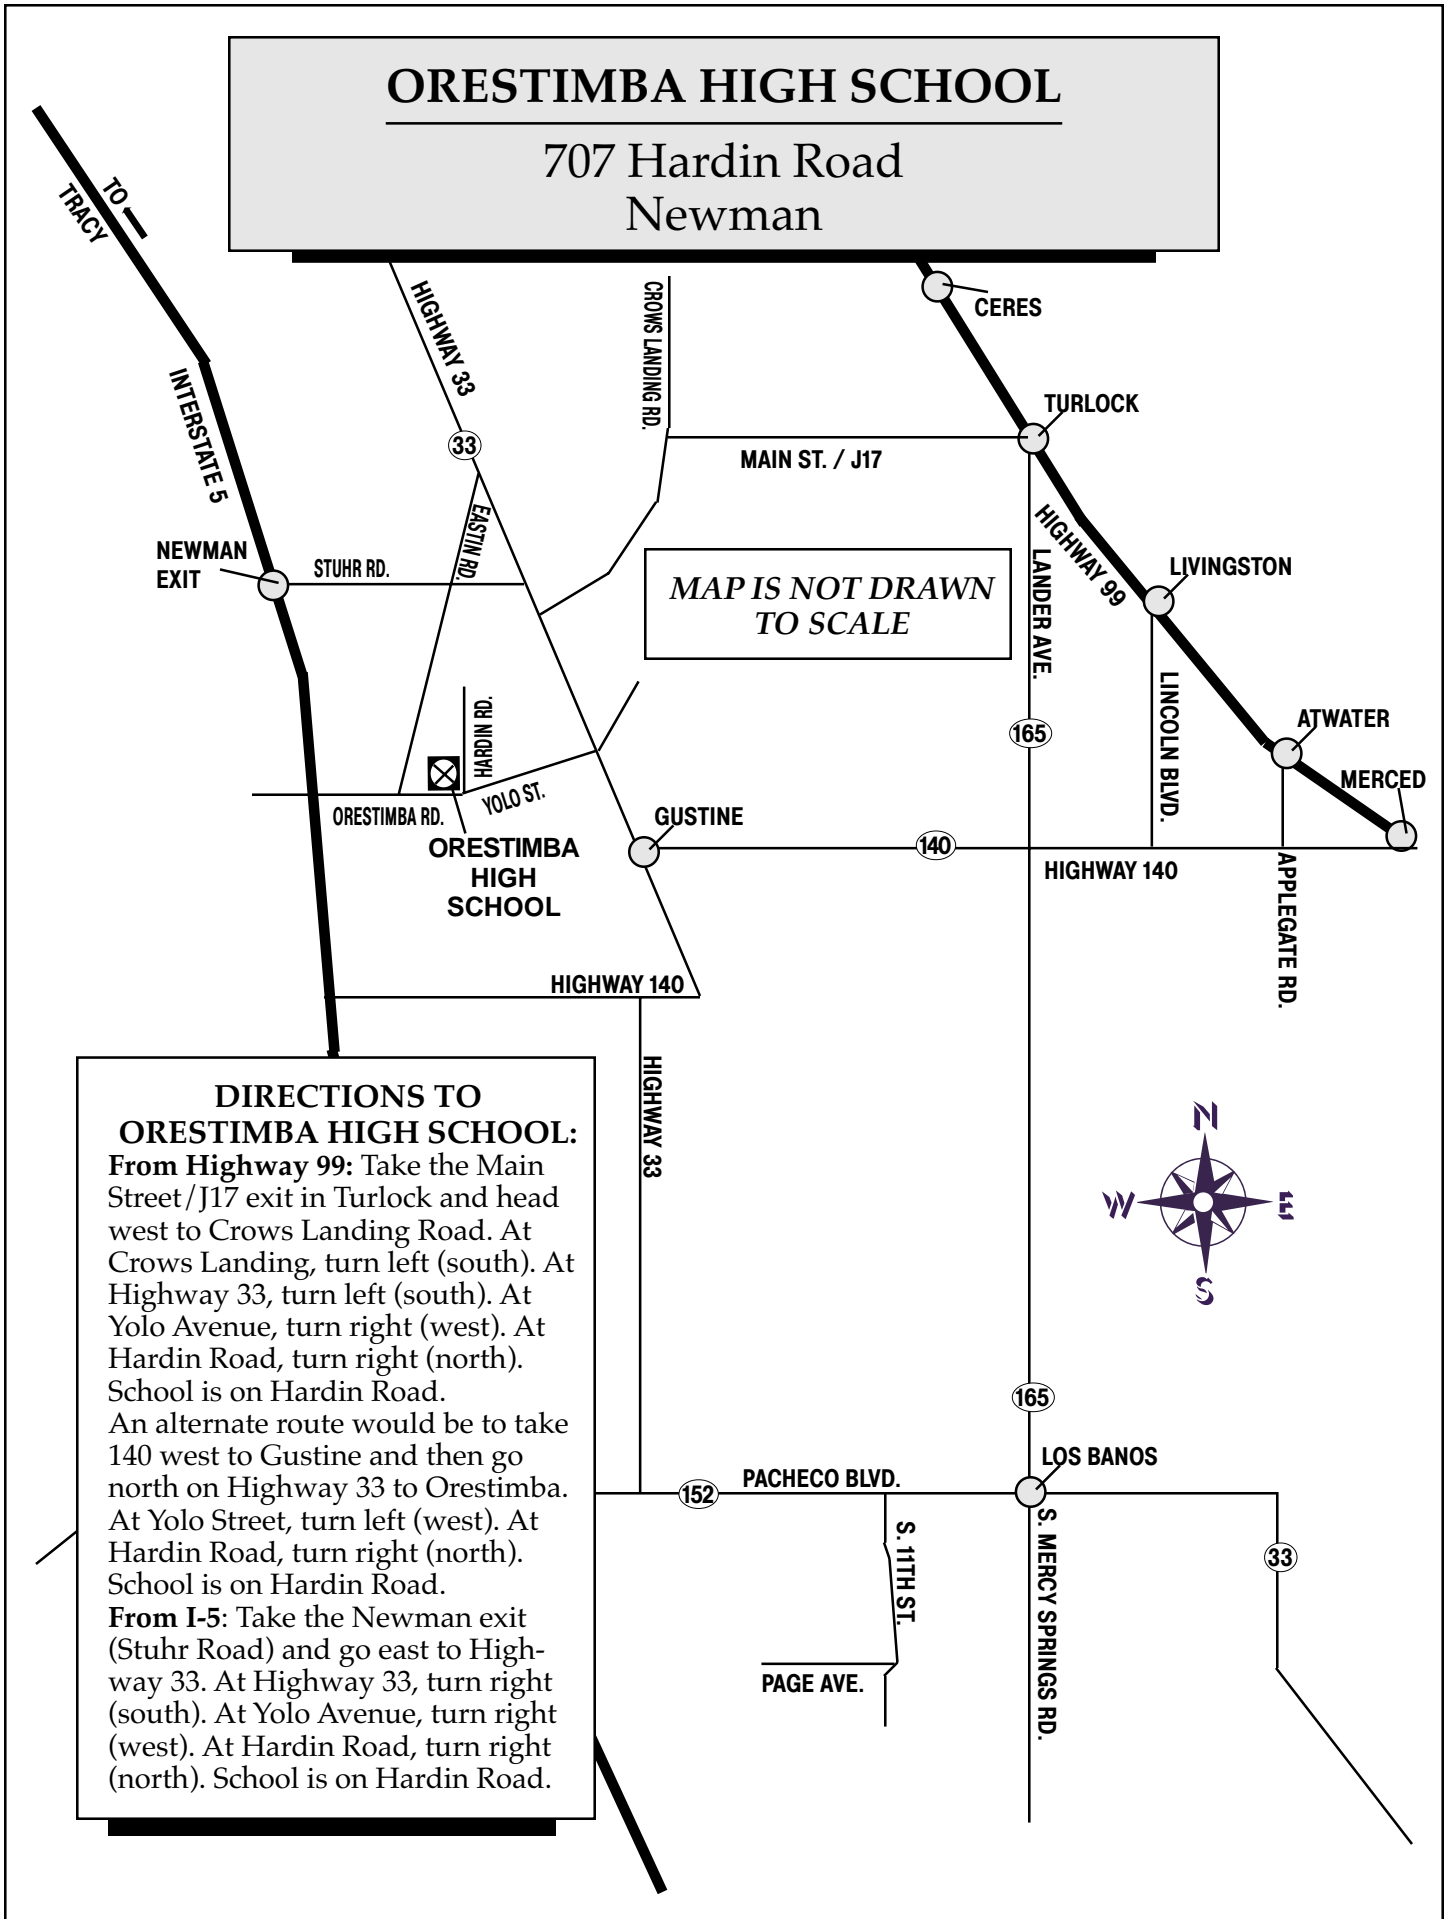 ORESTIMBA HIGH SCHOOL
707 Hardin Road
Newman
TO
TRACY
INTERSTATE 5
HIGHWAY 33
33
CROWS LANDING RD.
CERES
TURLOCK
MAIN ST. / J17
EASTIN RD.
NEWMAN
EXIT
STUHR RD.
MAP IS NOT DRAWN
TO SCALE
HIGHWAY 99
LANDER AVE.
LIVINGSTON
165
LINCOLN BLVD.
ATWATER
MERCED
HARDIN RD.
YOLO ST.
ORESTIMBA RD.
ORESTIMBA
HIGH
SCHOOL
GUSTINE
140
HIGHWAY 140
APPLEGATE RD.
HIGHWAY 140
HIGHWAY 33
N
W
E
S
DIRECTIONS TO
ORESTIMBA HIGH SCHOOL:
From Highway 99: Take the Main
Street/J17 exit in Turlock and head
west to Crows Landing Road. At
Crows Landing, turn left (south). At
Highway 33, turn left (south). At
Yolo Avenue, turn right (west). At
Hardin Road, turn right (north).
School is on Hardin Road.
An alternate route would be to take
140 west to Gustine and then go
north on Highway 33 to Orestimba.
At Yolo Street, turn left (west). At
Hardin Road, turn right (north).
School is on Hardin Road.
From I-5: Take the Newman exit
(Stuhr Road) and go east to High-
way 33. At Highway 33, turn right
(south). At Yolo Avenue, turn right
(west). At Hardin Road, turn right
(north). School is on Hardin Road.
165
LOS BANOS
152
PACHECO BLVD.
S. 11TH ST.
S. MERCY SPRINGS RD.
33
PAGE AVE.